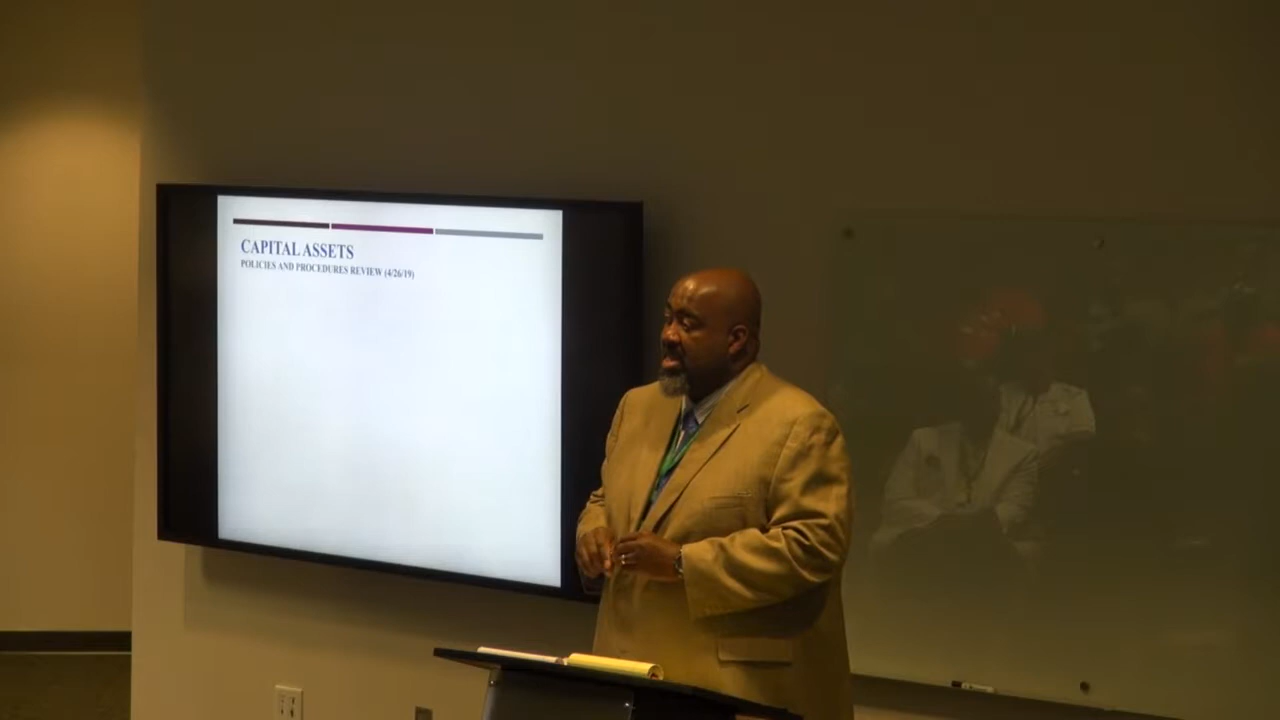 CAPITAL ASSETS
POLICIES AND PROCEDURES REVIEW (4/26/19)